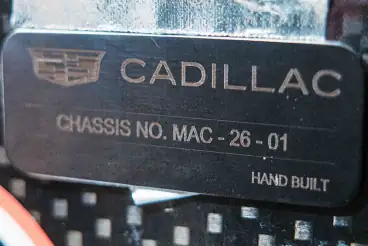 CADILLAC
CHASSIS NO. MAC - 26 - 01
HAND BUILT